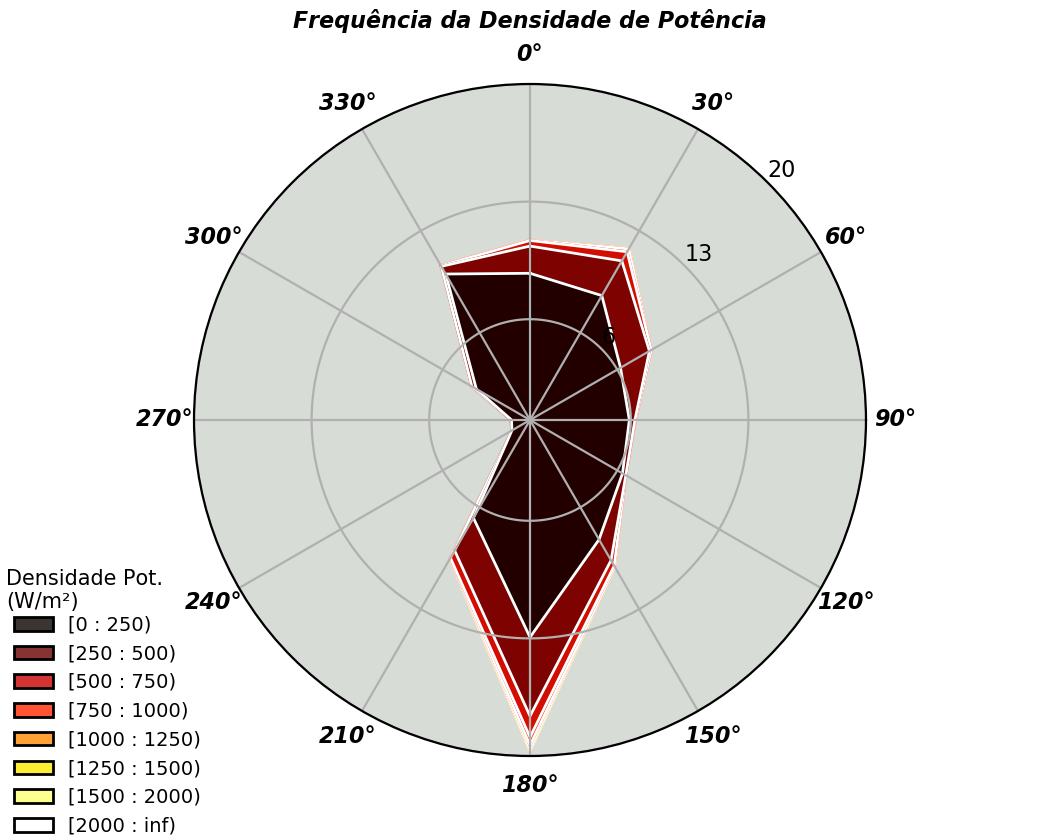 Frequência da Densidade de Potência
0°
330°
30°
20
300°
60°
13
6
270°
90°
Densidade Pot.
(W/m²)
240°
120°
[0 : 250)
[250 : 500)
[500 : 750)
[750 : 1000)
210°
150°
[1000 : 1250)
[1250 : 1500)
180°
[1500 : 2000)
[2000 : inf)